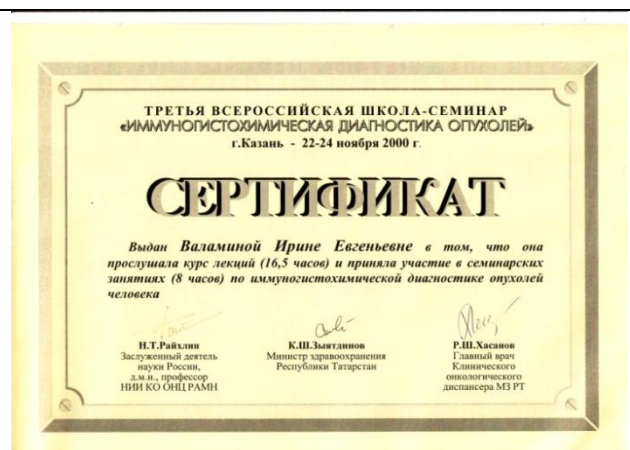 ТРЕТЬЯ ВСЕРОССИЙСКАЯ ШКОЛА-СЕМИНАР
«ИММУНОГИСТОХИМИЧЕСКАЯ ДИАГНОСТИКА ОПУХОЛЕЙ»
г.Казань - 22-24 ноября 2000 г.
СЕРТИФИКАТ
Выдан Валаминой Ирине Евгеньевне в том, что она
прослушала курс лекций (16,5 часов) и приняла участие в семинарских
занятиях (8 часов) по иммуногистохимической диагностике опухолей
человека
Н.Т.Райхлин
Заслуженный деятель
науки России,
д.м.н., профессор
НИИ КО ОНЦ РАМН
К.Ш.Зыятдинов
Министр здравоохранения
Республики Татарстан
Р.Ш.Хасанов
Главный врач
Клинического
онкологического
диспансера МЗ РТ